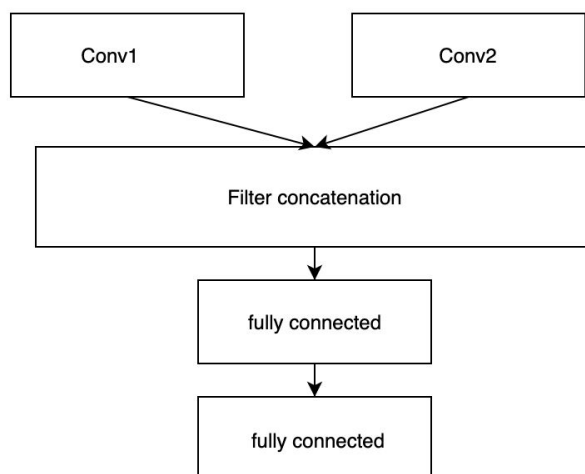 Conv1
Conv2
Filter concatenation
fully connected
fully connected